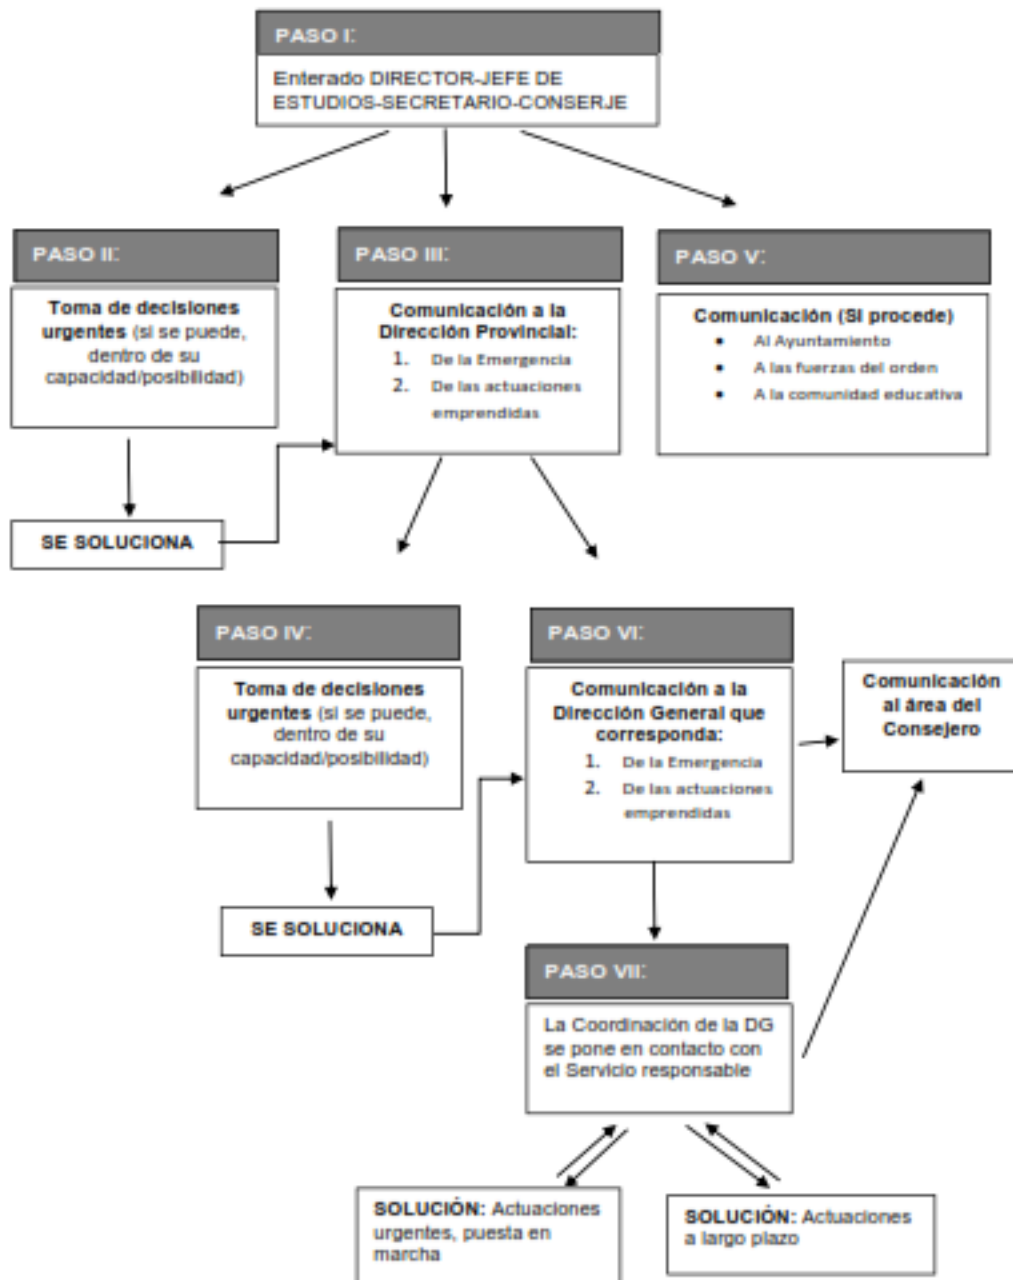 PASO I:
Enterado DIRECTOR-JEFE DE
ESTUDIOS-SECRETARIO-CONSERJE
PASO II:
Toma de decisiones
urgentes (si se puede,
dentro de su
capacidad/posibilidad)
SE SOLUCIONA
PASO III:
Comunicación a la
Dirección Provincial:
1. De la Emergencia
2. De las actuaciones
emprendidas
PASO V:
Comunicación (Si procede)
• Al Ayuntamiento
• A las fuerzas del orden
• A la comunidad educativa
PASO IV:
Toma de decisiones
urgentes (si se puede,
dentro de su
capacidad/posibilidad)
SE SOLUCIONA
PASO VI:
Comunicación a la
Dirección General que
corresponda:
1. De la Emergencia
2. De las actuaciones
emprendidas
Comunicación
al área del
Consejero
PASO VII:
La Coordinación de la DG
se pone en contacto con
el Servicio responsable
SOLUCIÓN: Actuaciones
urgentes, puesta en
marcha
SOLUCIÓN: Actuaciones
a largo plazo